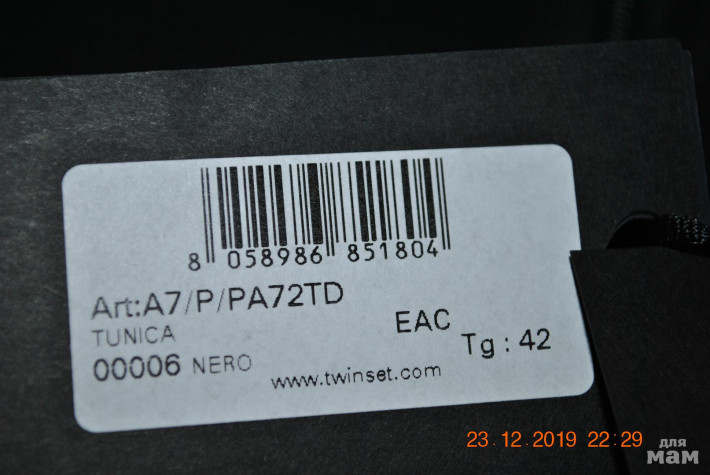 8 058986 851804
Art:A7/P/PA72TD
TUNICA
EAC
Tg : 42
00006 NERO
www.twinset.com
23.12.2019 22:29
для
мам